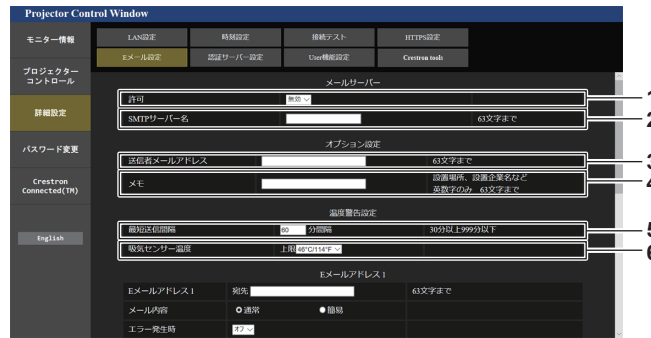 Projector Control Window
モニター情報
プロジェクター
コントロール
詳細設定
パスワード変更
Crestron
Connected(TM)
English
LAN設定 時刻設定 接続テスト HTTPS設定
Eメール設定 認証サーバー設定 User機能設定 Crestron tools
メールサーバー
許可 無効 1
SMTPサーバー名 63文字まで 2
オプション設定
送信者メールアドレス 63文字まで 3
メモ 設置場所、設置企業名など
英数字のみ 63文字まで 4
温度警告設定
最短送信間隔 60 分間隔 30分以上999分以下 5
吸気センサー温度 上限 46°C/114°F 6
Eメールアドレス 1
Eメールアドレス 1 宛先 63文字まで
メール内容 通常 簡易
エラー発生時 オフ